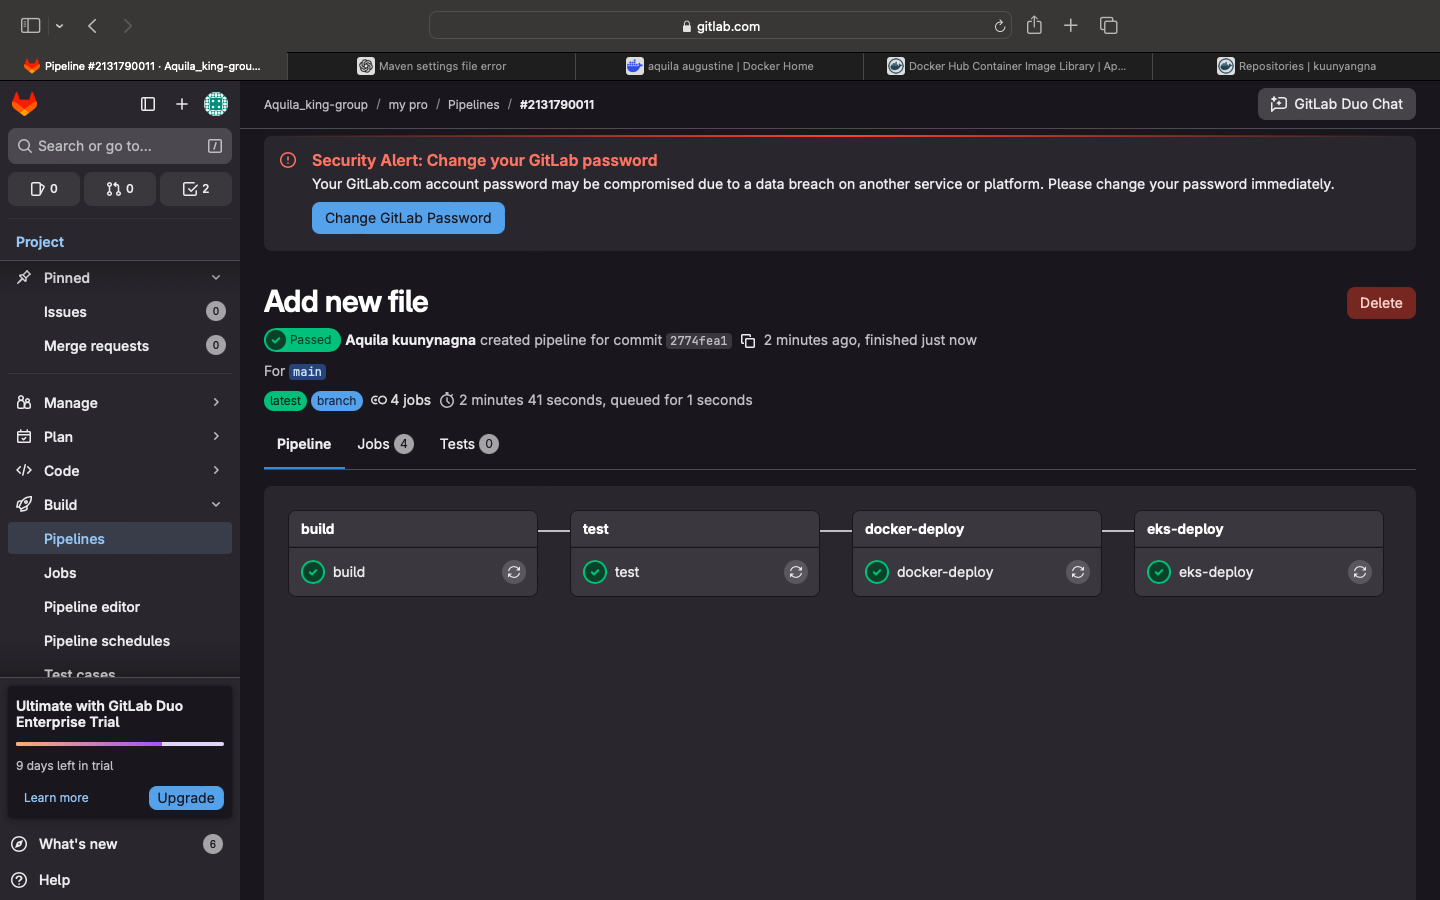 gitlab.com
Pipeline #2131790011 · Aquila_king-grou...
Maven settings file error
aquila augustine | Docker Home
Docker Hub Container Image Library | Ap...
Repositories | kuunyangna
Search or go to...
/
0
0
2
Project
Pinned
Issues 0
Merge requests 0
Manage
Plan
Code
Build
Pipelines
Jobs
Pipeline editor
Pipeline schedules
Test cases
Ultimate with GitLab Duo
Enterprise Trial
9 days left in trial
Learn more
Upgrade
What's new 6
Help
Aquila_king-group / my pro / Pipelines / #2131790011
GitLab Duo Chat
Security Alert: Change your GitLab password
Your GitLab.com account password may be compromised due to a data breach on another service or platform. Please change your password immediately.
Change GitLab Password
Add new file
Delete
Passed Aquila kuunynagna created pipeline for commit 2774fea1 2 minutes ago, finished just now
For main
latest branch 4 jobs 2 minutes 41 seconds, queued for 1 seconds
Pipeline Jobs 4 Tests 0
build
build
test
test
docker-deploy
docker-deploy
eks-deploy
eks-deploy